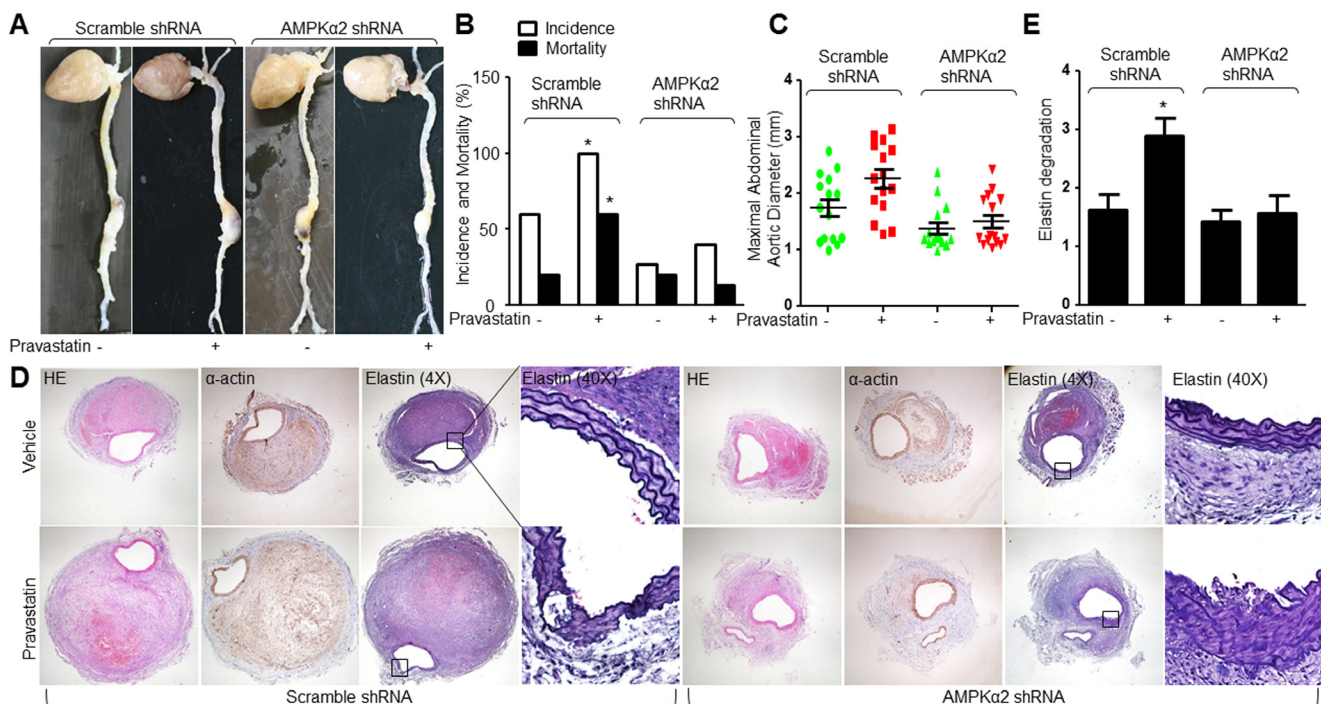 A
Scramble shRNA
AMPKα2 shRNA
Pravastatin - + - +
B
Incidence
Mortality
Scramble
shRNA
AMPKα2
shRNA
Incidence and Mortality (%)
150
100
50
0
*
*
Pravastatin - + - +
C
Scramble
shRNA
AMPKα2
shRNA
Maximal Abdominal
Aortic Diameter (mm)
4
3
2
1
0
Pravastatin - + - +
E
Scramble
shRNA
AMPKα2
shRNA
Elastin degradation
4
3
2
1
0
*
Pravastatin - + - +
D
HE α-actin Elastin (4X) Elastin (40X) HE α-actin Elastin (4X) Elastin (40X)
Vehicle
Pravastatin
Scramble shRNA AMPKα2 shRNA